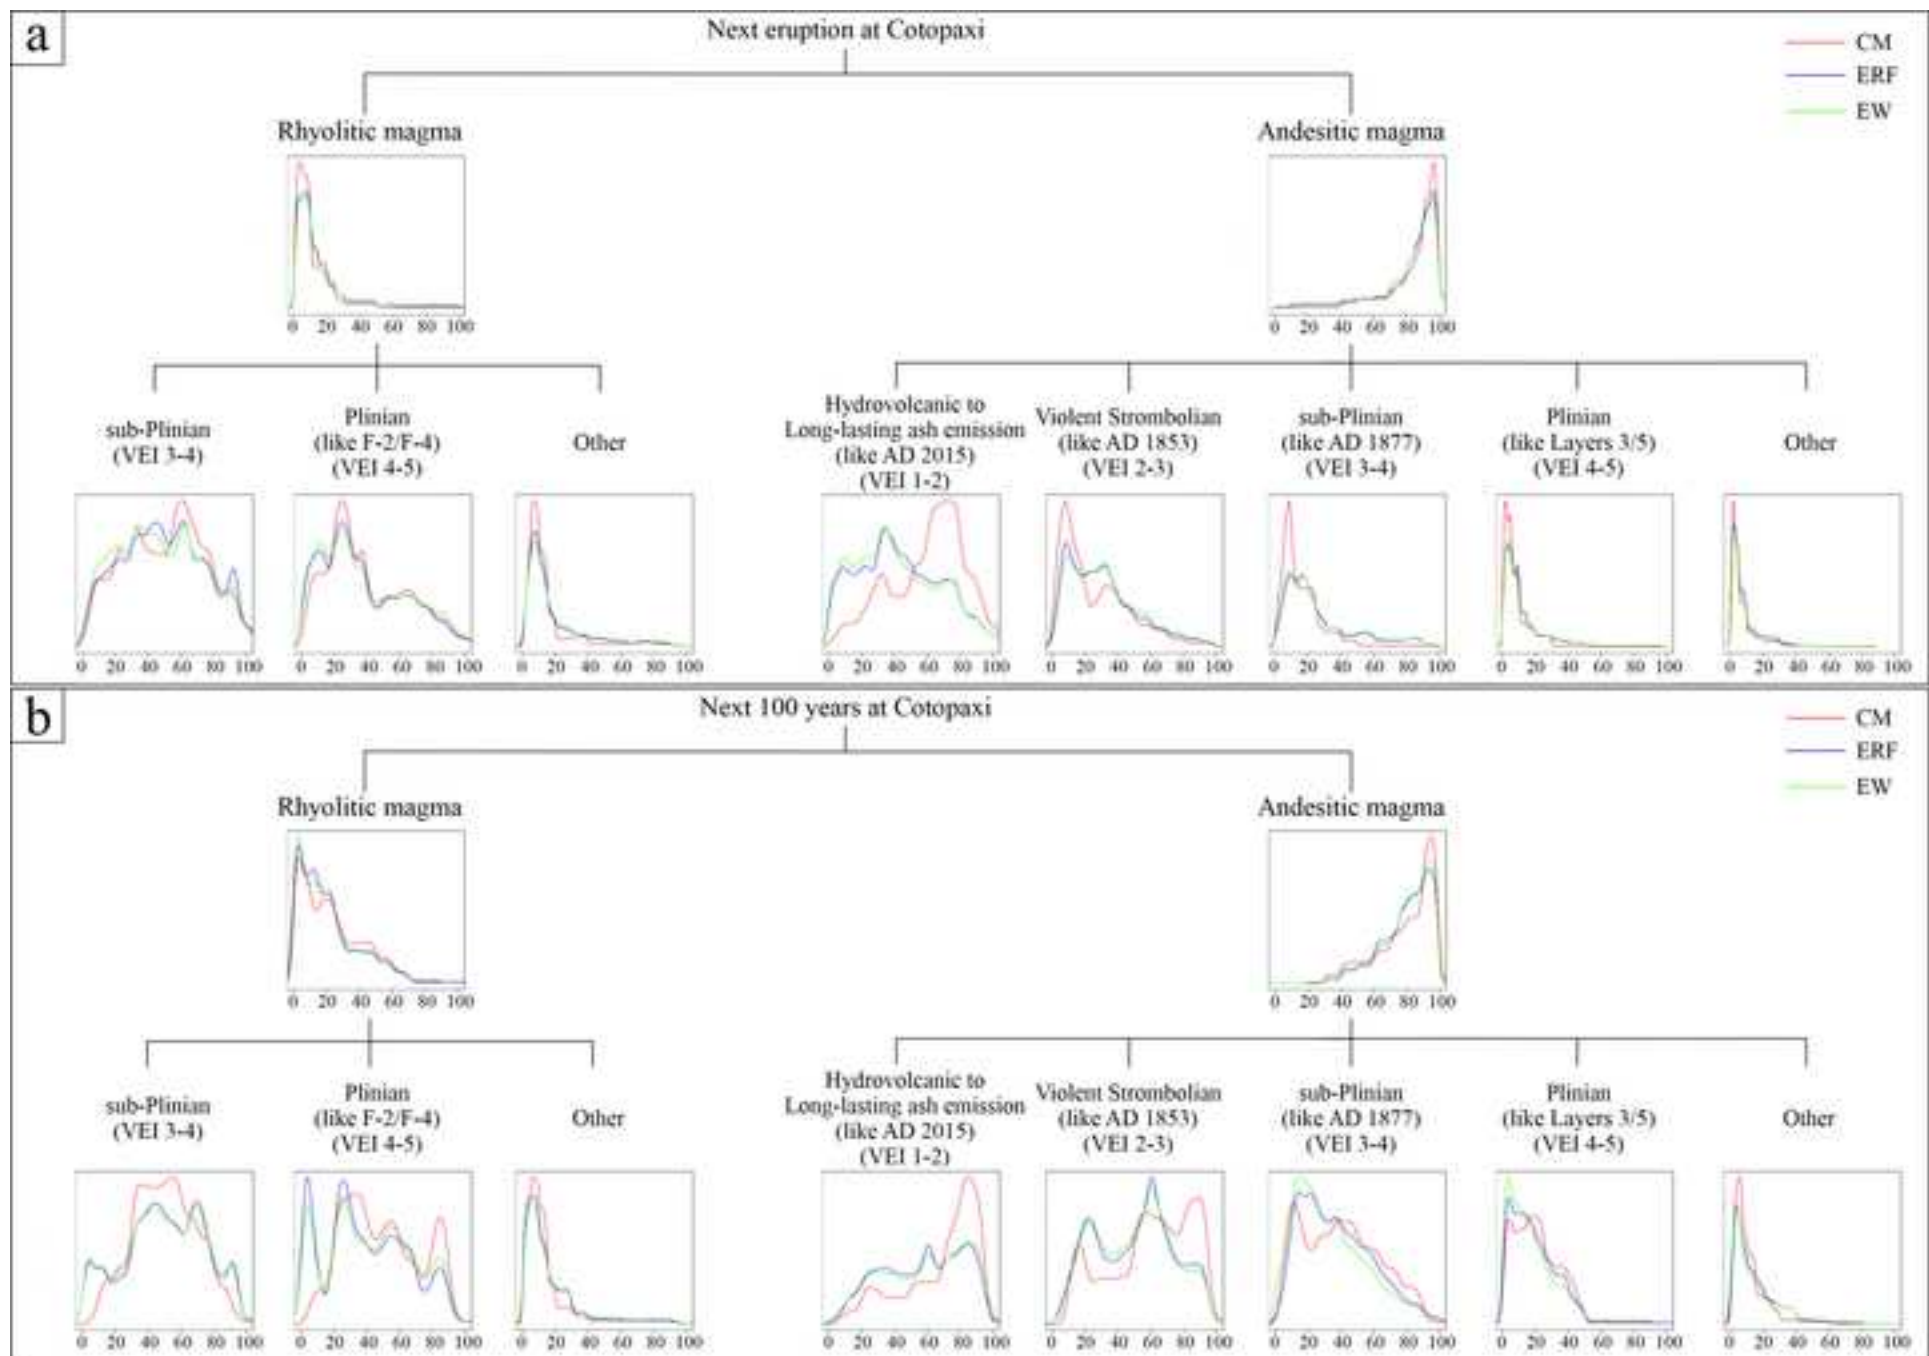 a
Next eruption at Cotopaxi
CM
ERF
EW
Rhyolitic magma
Andesitic magma
0 20 40 60 80 100
0 20 40 60 80 100
sub-Plinian
(VEI 3-4)
Plinian
(like F-2/F-4)
(VEI 4-5)
Other
Hydrovolcanic to
Long-lasting ash emission
(like AD 2015)
(VEI 1-2)
Violent Strombolian
(like AD 1853)
(VEI 2-3)
sub-Plinian
(like AD 1877)
(VEI 3-4)
Plinian
(like Layers 3/5)
(VEI 4-5)
Other
0 20 40 60 80 100
0 20 40 60 80 100
0 20 40 60 80 100
0 20 40 60 80 100
0 20 40 60 80 100
0 20 40 60 80 100
0 20 40 60 80 100
0 20 40 60 80 100
b
Next 100 years at Cotopaxi
CM
ERF
EW
Rhyolitic magma
Andesitic magma
0 20 40 60 80 100
0 20 40 60 80 100
sub-Plinian
(VEI 3-4)
Plinian
(like F-2/F-4)
(VEI 4-5)
Other
Hydrovolcanic to
Long-lasting ash emission
(like AD 2015)
(VEI 1-2)
Violent Strombolian
(like AD 1853)
(VEI 2-3)
sub-Plinian
(like AD 1877)
(VEI 3-4)
Plinian
(like Layers 3/5)
(VEI 4-5)
Other
0 20 40 60 80 100
0 20 40 60 80 100
0 20 40 60 80 100
0 20 40 60 80 100
0 20 40 60 80 100
0 20 40 60 80 100
0 20 40 60 80 100
0 20 40 60 80 100